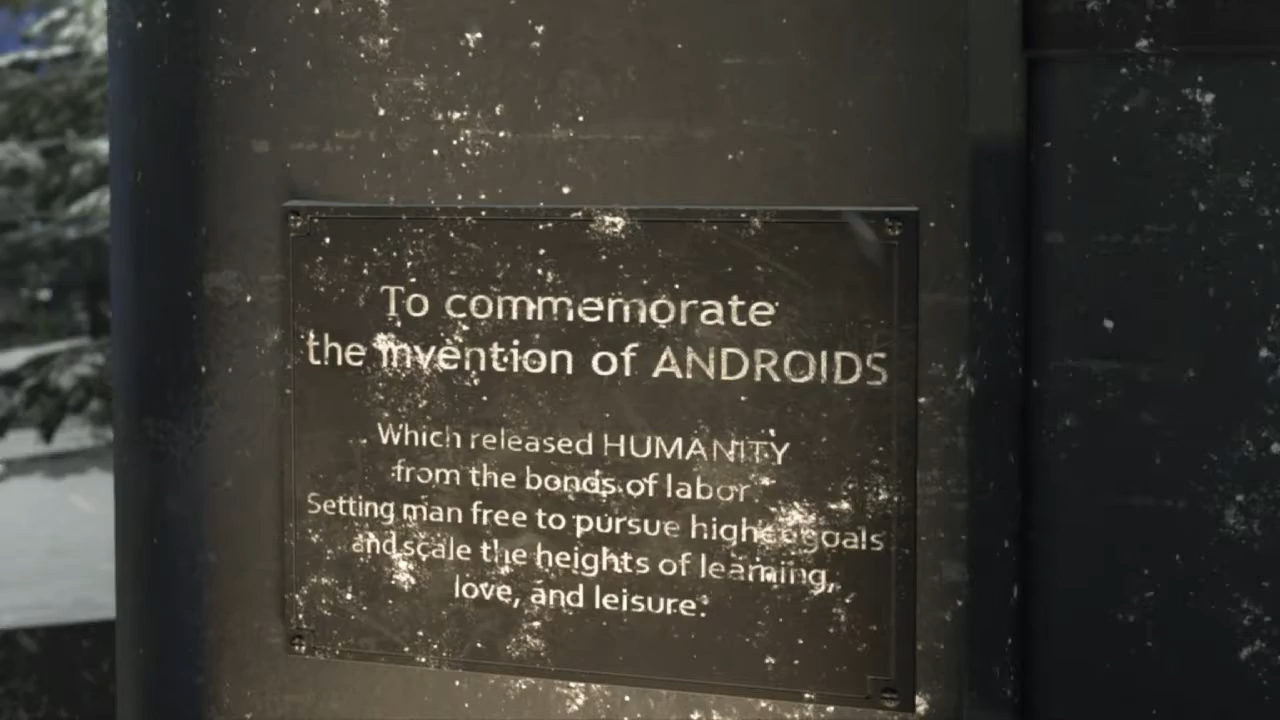 To commemorate
the invention of ANDROIDS
Which released HUMANITY
from the bonds of labor.
Setting man free to pursue higher goals
and scale the heights of learning,
love, and leisure.